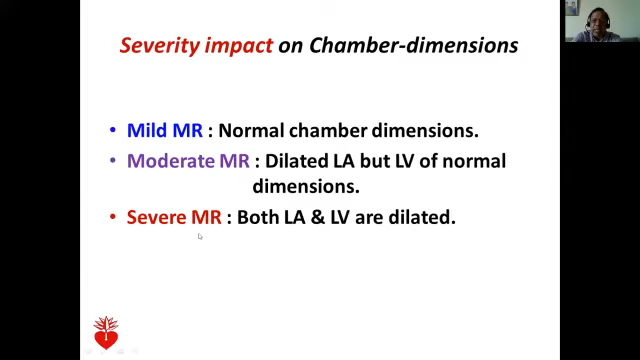 Severity impact on Chamber-dimensions
• Mild MR : Normal chamber dimensions.
• Moderate MR : Dilated LA but LV of normal
dimensions.
• Severe MR : Both LA & LV are dilated.